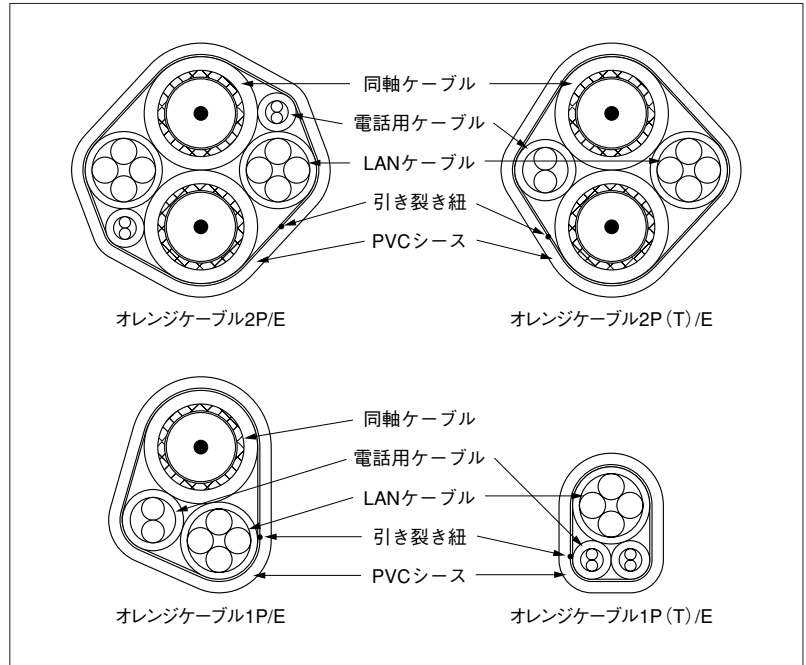 同軸ケーブル
電話用ケーブル
LANケーブル
引き裂き紐
PVCシース
オレンジケーブル2P/E
オレンジケーブル2P（T）/E
同軸ケーブル
電話用ケーブル
LANケーブル
引き裂き紐
PVCシース
オレンジケーブル1P/E
オレンジケーブル1P（T）/E